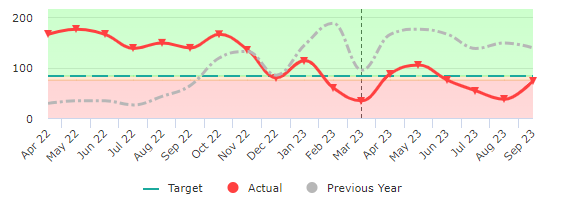 200
100
0
Apr 22
May 22
Jun 22
Jul 22
Aug 22
Sep 22
Oct 22
Nov 22
Dec 22
Jan 23
Feb 23
Mar 23
Apr 23
May 23
Jun 23
Jul 23
Aug 23
Sep 23
Target Actual Previous Year